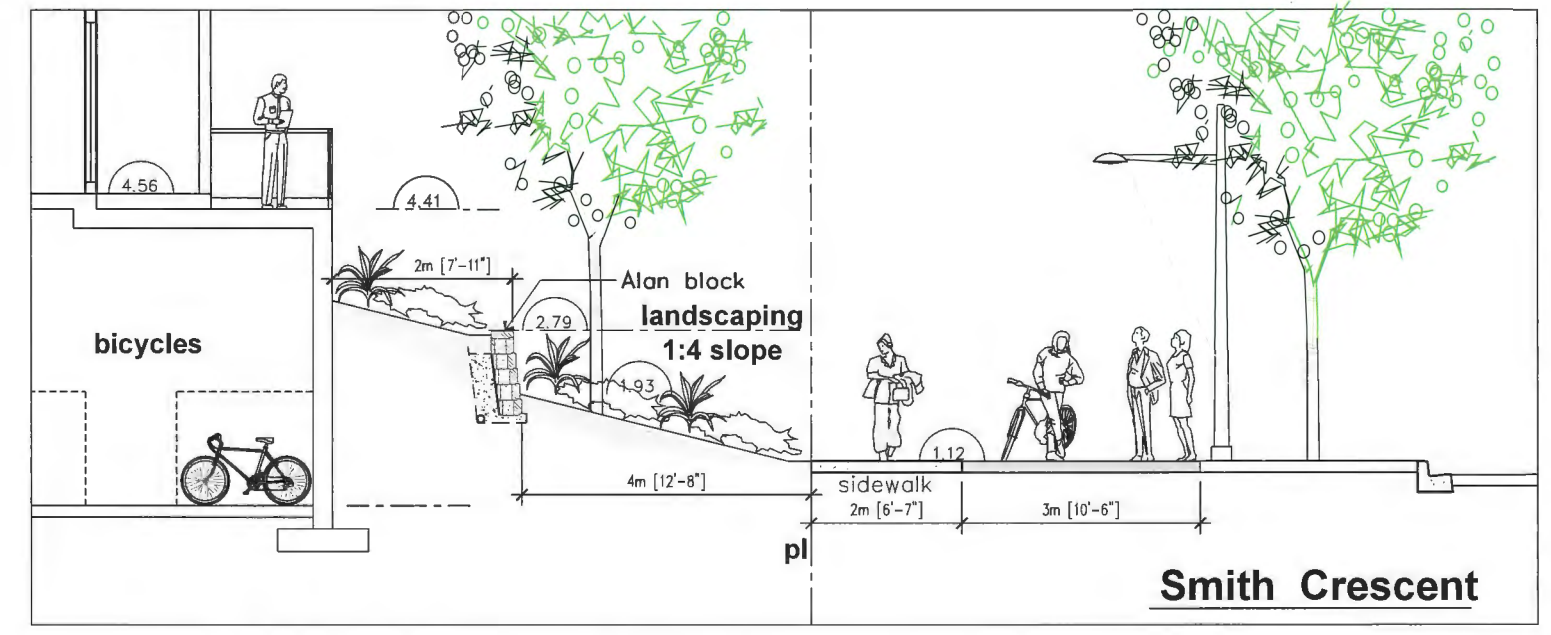 4.56
4.41
2m [7'-11"]
Alan block
2.79
landscaping
1:4 slope
bicycles
1.93
1.12
4m [12'-8"]
sidewalk
2m [6'-7"]
3m [10'-6"]
pl
Smith Crescent